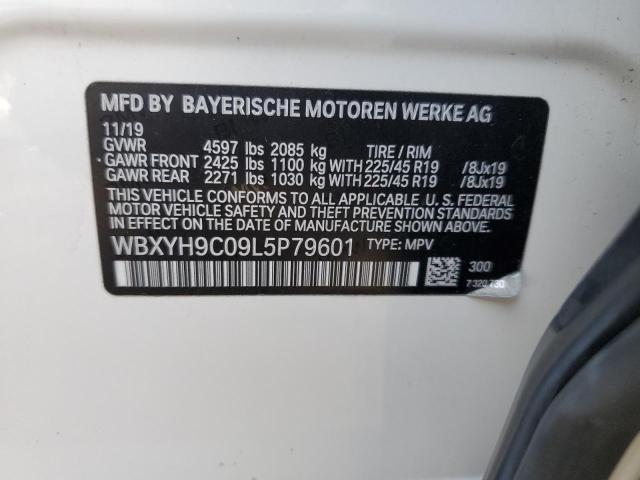 MFD BY BAYERISCHE MOTOREN WERKE AG
11/19
GVWR 4597 lbs 2085 kg TIRE / RIM
GAWR FRONT 2425 lbs 1100 kg WITH 225/45 R19 /8Jx19
GAWR REAR 2271 lbs 1030 kg WITH 225/45 R19 /8Jx19
THIS VEHICLE CONFORMS TO ALL APPLICABLE U. S. FEDERAL
MOTOR VEHICLE SAFETY AND THEFT PREVENTION STANDARDS
IN EFFECT ON THE DATE OF MANUFACTURE SHOWN ABOVE.
WBXYH9C09L5P79601 TYPE: MPV
300
7 320 730